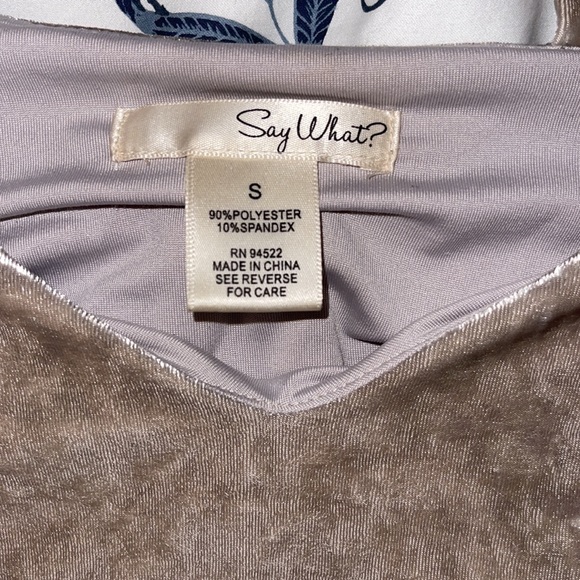 Say What?
S
90%POLYESTER
10%SPANDEX
RN 94522
MADE IN CHINA
SEE REVERSE
FOR CARE